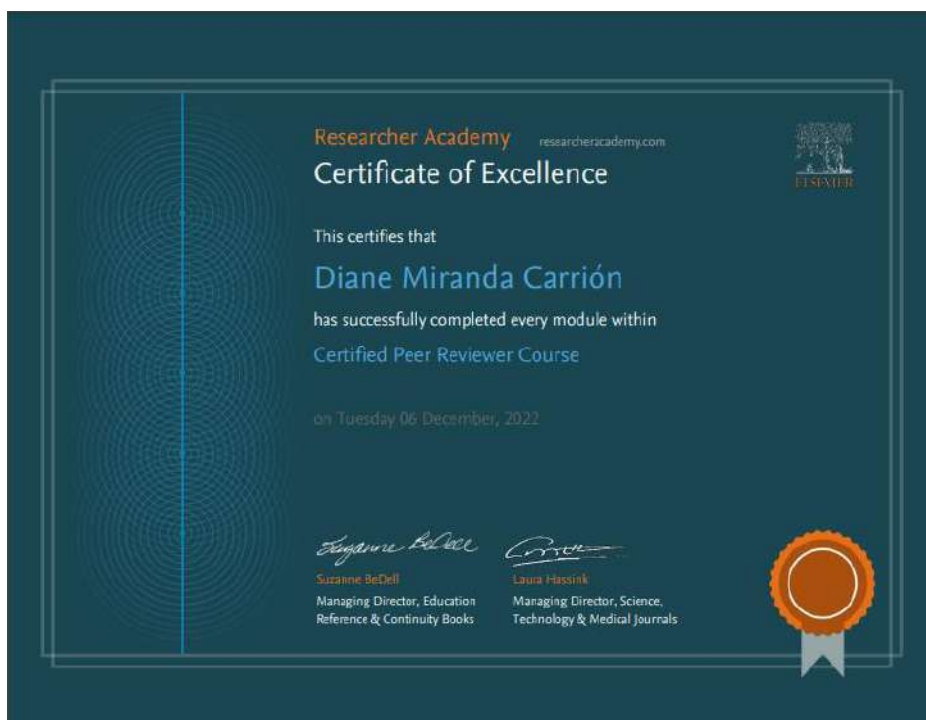 Researcher Academy researcheracademy.com
Certificate of Excellence
ELSEVIER
This certifies that
Diane Miranda Carrión
has successfully completed every module within
Certified Peer Reviewer Course
on Tuesday 06 December, 2022
Suzanne BeDell
Suzanne BeDell
Managing Director, Education
Reference & Continuity Books
Laura Hassink
Managing Director, Science,
Technology & Medical Journals